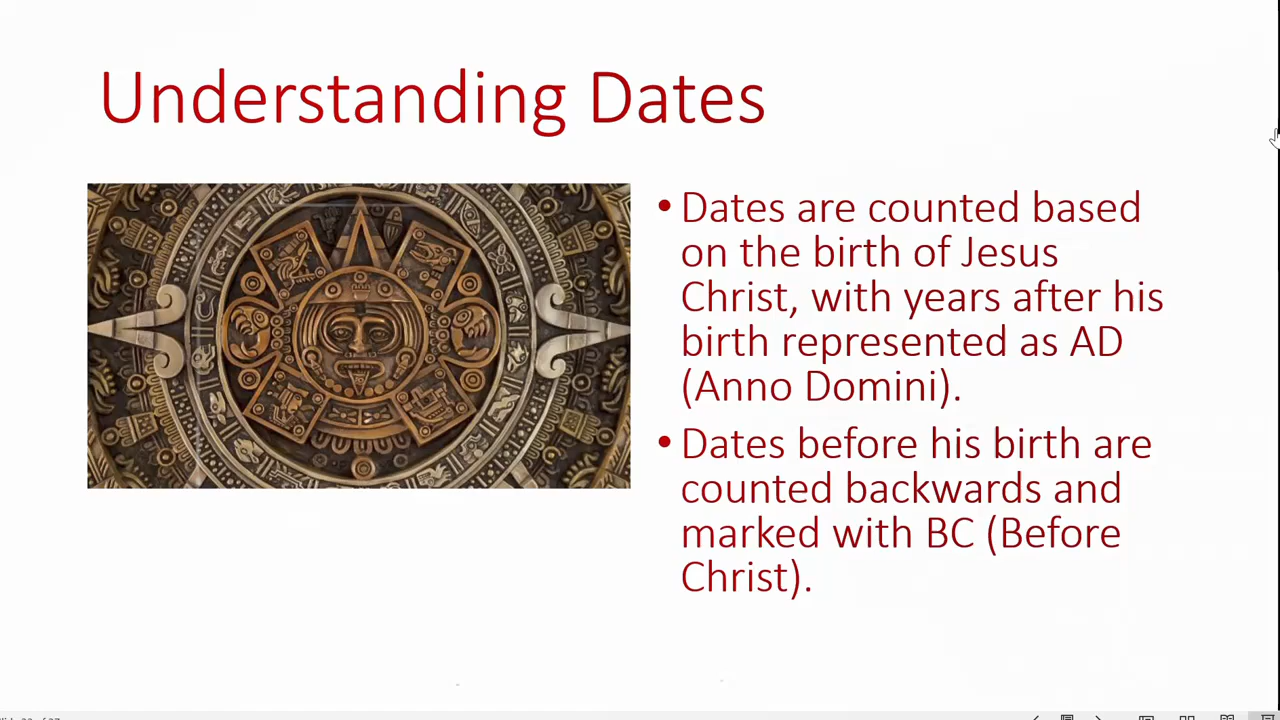 Understanding Dates
• Dates are counted based
on the birth of Jesus
Christ, with years after his
birth represented as AD
(Anno Domini).
• Dates before his birth are
counted backwards and
marked with BC (Before
Christ).